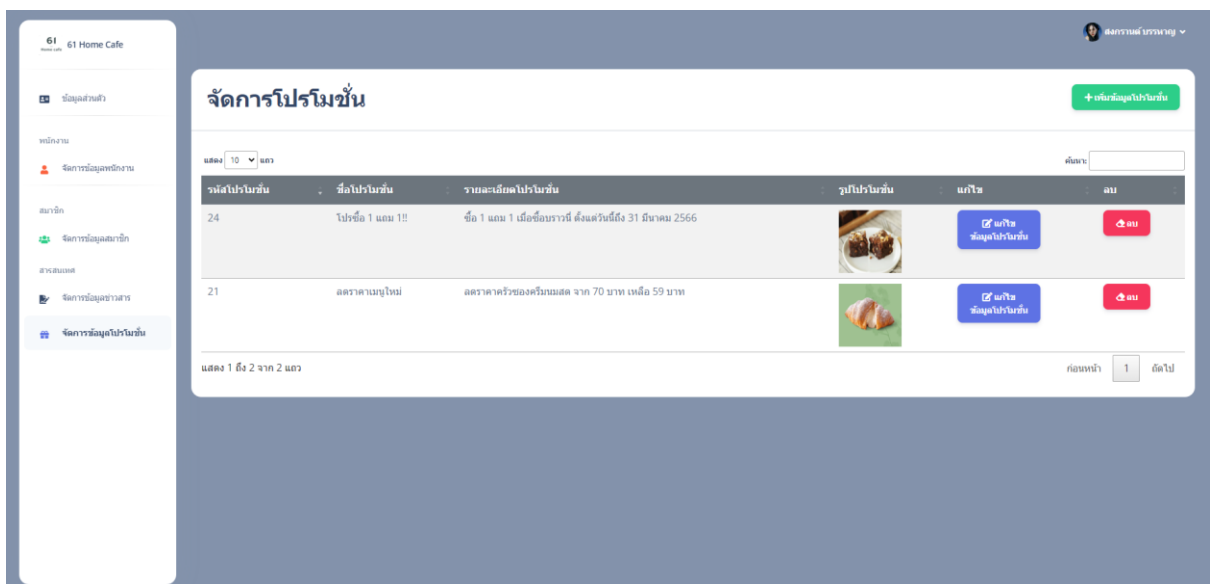 61
Home cafe
61 Home Cafe
สงกรานต์ บรรหาญ
ข้อมูลส่วนตัว
พนักงาน
จัดการข้อมูลพนักงาน
สมาชิก
จัดการข้อมูลสมาชิก
สารสนเทศ
จัดการข้อมูลข่าวสาร
จัดการข้อมูลโปรโมชั่น
จัดการโปรโมชั่น
+ เพิ่มข้อมูลโปรโมชั่น
แสดง 10 แถว
ค้นหา:
รหัสโปรโมชั่น ชื่อโปรโมชั่น รายละเอียดโปรโมชั่น รูปโปรโมชั่น แก้ไข ลบ
24 โปรซื้อ 1 แถม 1!! ซื้อ 1 แถม 1 เมื่อซื้อบราวนี่ ตั้งแต่วันนี้ถึง 31 มีนาคม 2566
แก้ไข
ข้อมูลโปรโมชั่น
ลบ
21 ลดราคาเมนูใหม่ ลดราคาครัวซองครีมนมสด จาก 70 บาท เหลือ 59 บาท
แก้ไข
ข้อมูลโปรโมชั่น
ลบ
แสดง 1 ถึง 2 จาก 2 แถว
ก่อนหน้า 1 ถัดไป